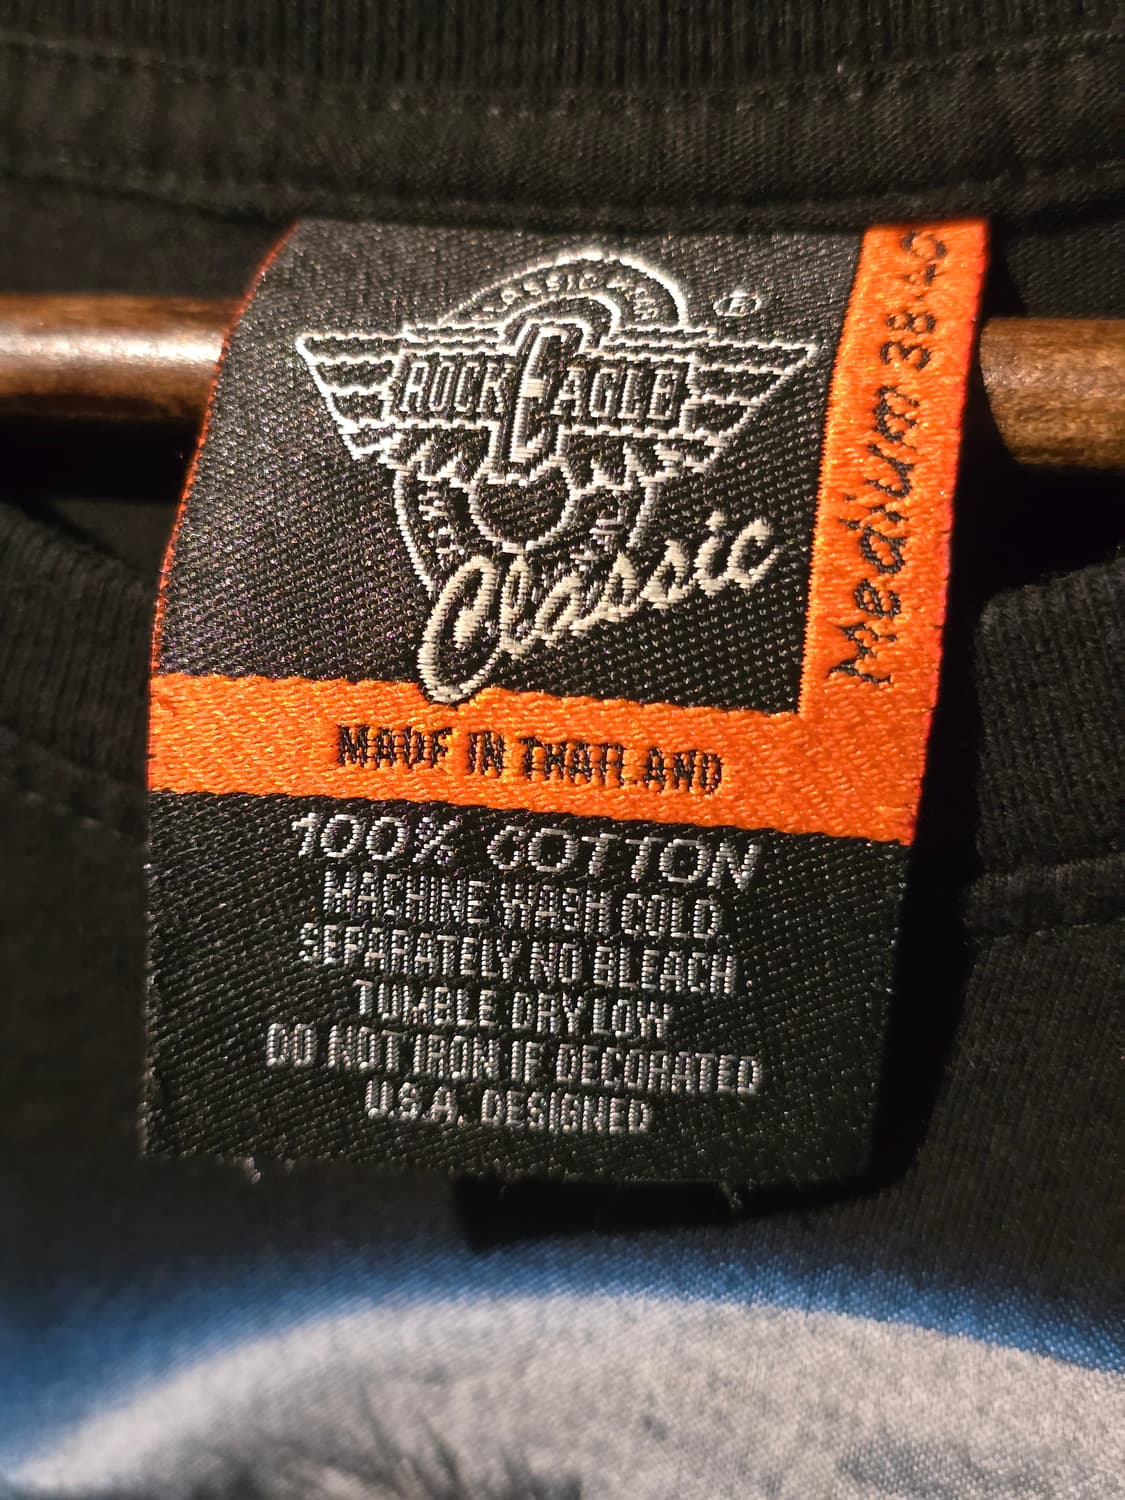 ROCK EAGLE
®
Classic
Medium 38-40
MADE IN THAILAND
100% COTTON
MACHINE WASH COLD
SEPARATELY NO BLEACH.
TUMBLE DRY LOW
DO NOT IRON IF DECORATED
U.S.A. DESIGNED